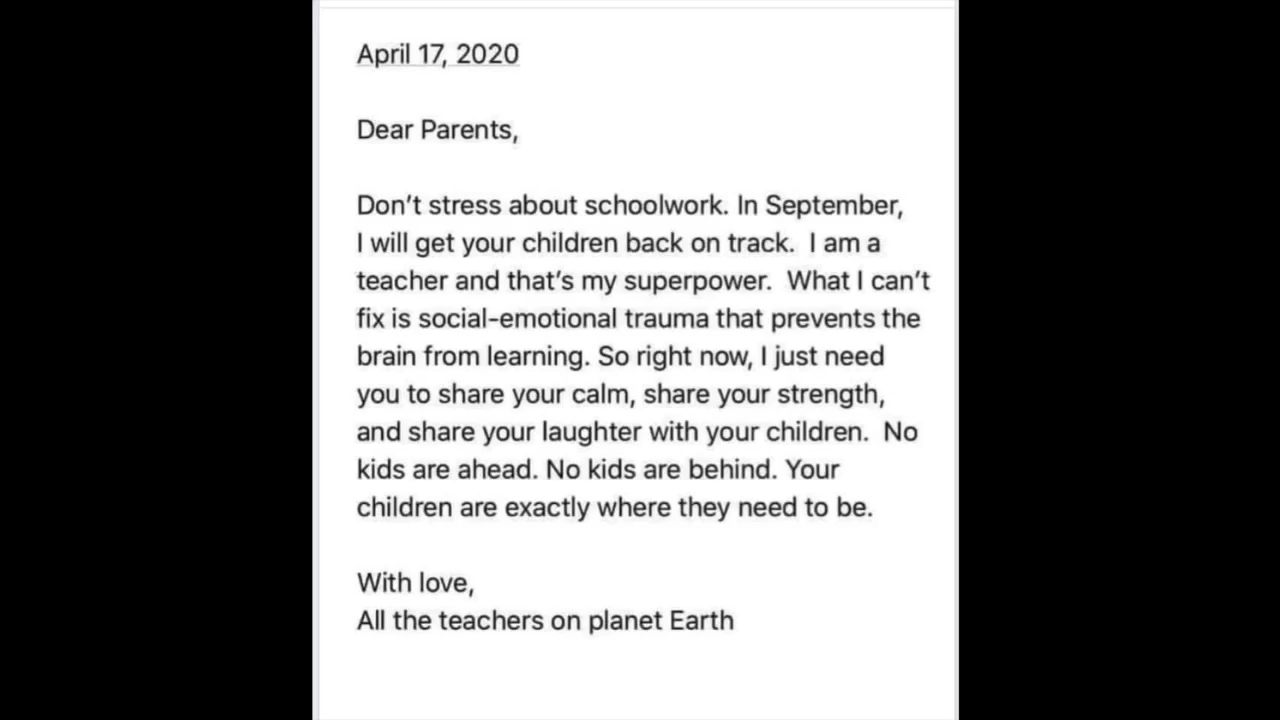 April 17, 2020
Dear Parents,
Don’t stress about schoolwork. In September,
I will get your children back on track.  I am a
teacher and that’s my superpower.  What I can’t
fix is social-emotional trauma that prevents the
brain from learning. So right now, I just need
you to share your calm, share your strength,
and share your laughter with your children.  No
kids are ahead. No kids are behind. Your
children are exactly where they need to be.
With love,
All the teachers on planet Earth